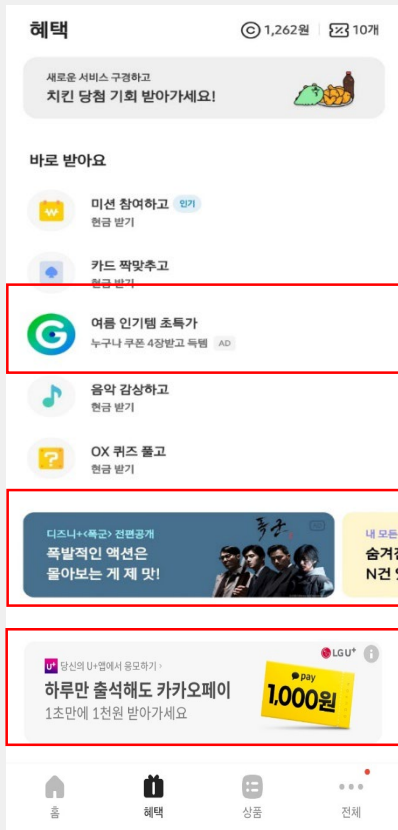 혜택
C 1,262원 10개
새로운 서비스 구경하고
치킨 당첨 기회 받아가세요!
바로 받아요
미션 참여하고 인기
현금 받기
카드 짝맞추고
현금 받기
여름 인기템 초특가
누구나 쿠폰 4장받고 득템 AD
음악 감상하고
현금 받기
OX 퀴즈 풀고
현금 받기
디즈니+<폭군> 전편공개
폭발적인 액션은
몰아보는 게 제 맛!
폭군
AD
내 모든
숨겨진
N건 있
LG U+
U+ 당신의 U+앱에서 응모하기 >
하루만 출석해도 카카오페이
1초만에 1천원 받아가세요
pay
1,000원
홈
혜택
상품
전체